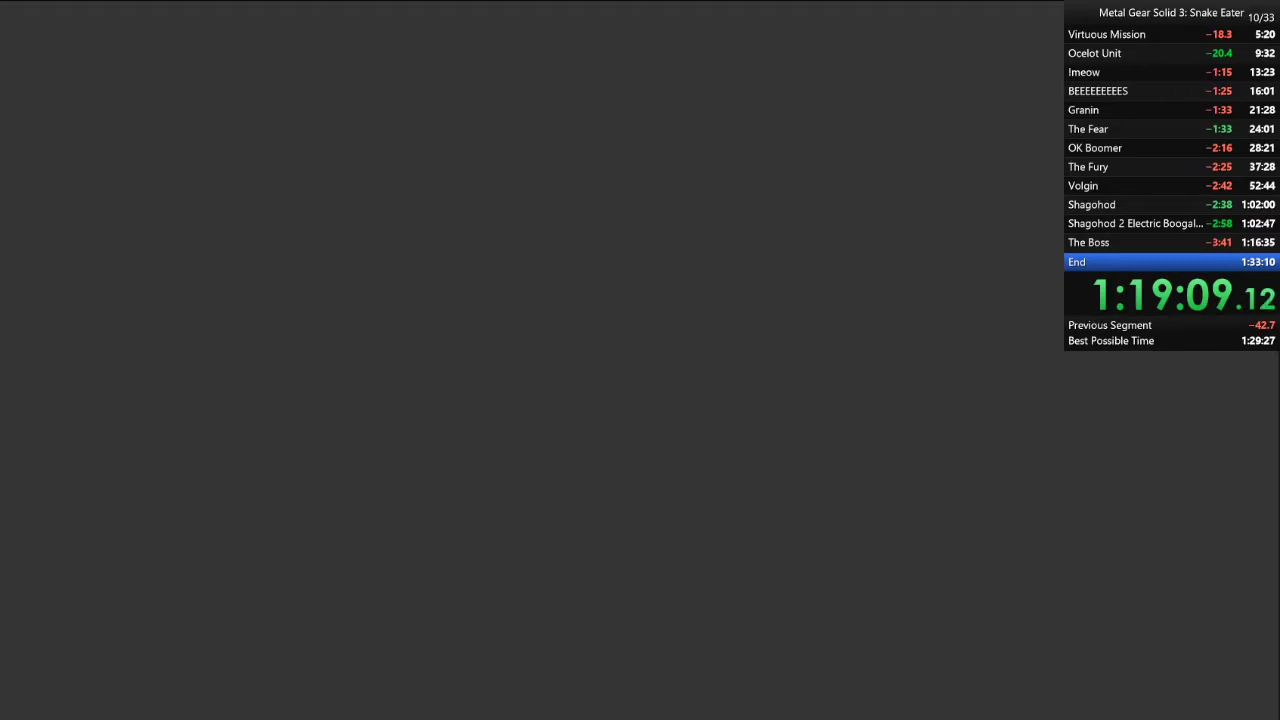 Metal Gear Solid 3: Snake Eater 10/33
Virtuous Mission −18.3 5:20
Ocelot Unit −20.4 9:32
!meow −1:15 13:23
BEEEEEEEEES −1:25 16:01
Granin −1:33 21:28
The Fear −1:33 24:01
OK Boomer −2:16 28:21
The Fury −2:25 37:28
Volgin −2:42 52:44
Shagohod −2:38 1:02:00
Shagohod 2 Electric Boogal... −2:58 1:02:47
The Boss −3:41 1:16:35
End 1:33:10
1:19:09.12
Previous Segment −42.7
Best Possible Time 1:29:27